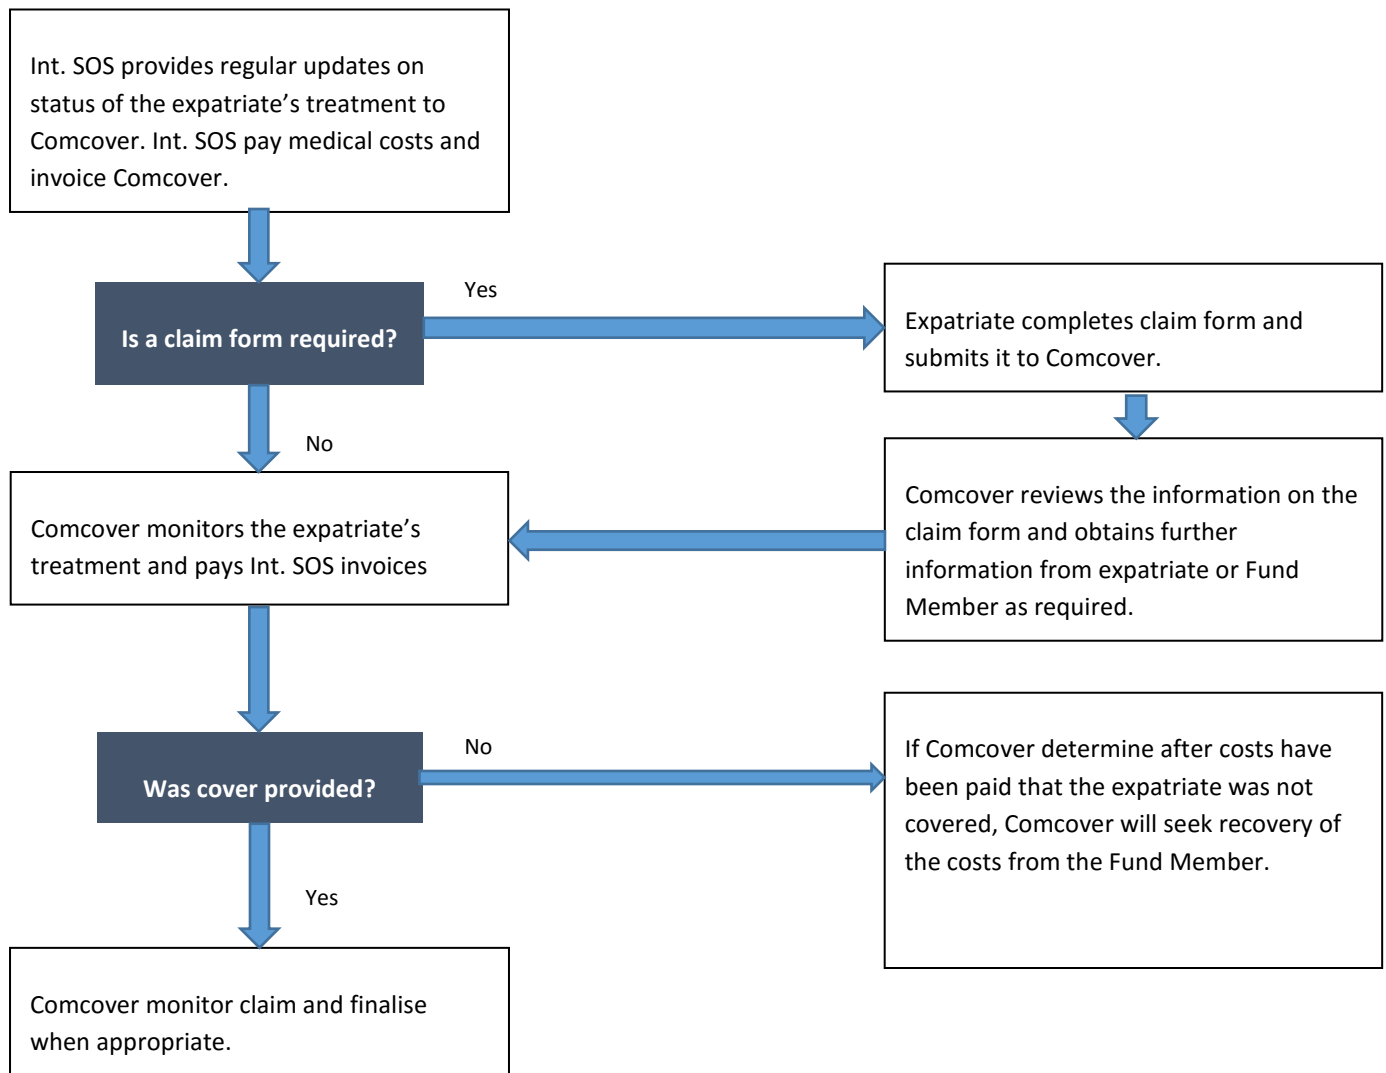 Int. SOS provides regular updates on
status of the expatriate’s treatment to
Comcover. Int. SOS pay medical costs and
invoice Comcover.
Is a claim form required?
Yes
Expatriate completes claim form and
submits it to Comcover.
No
Comcover reviews the information on the
claim form and obtains further
information from expatriate or Fund
Member as required.
Comcover monitors the expatriate’s
treatment and pays Int. SOS invoices
Was cover provided?
No
If Comcover determine after costs have
been paid that the expatriate was not
covered, Comcover will seek recovery of
the costs from the Fund Member.
Yes
Comcover monitor claim and finalise
when appropriate.